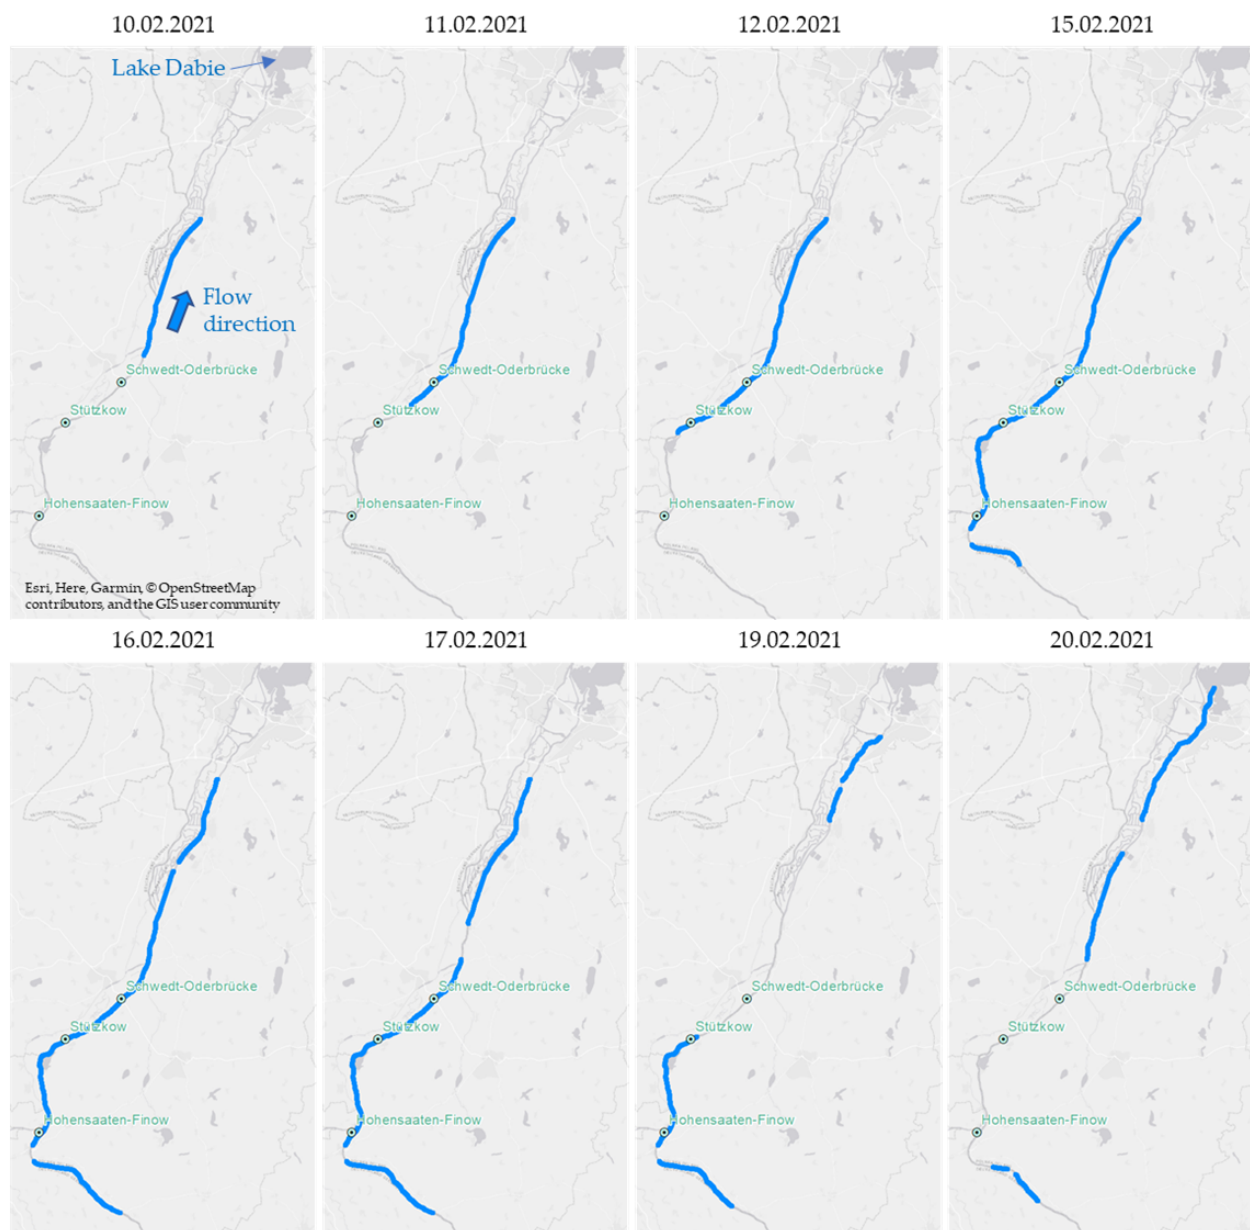 10.02.2021
11.02.2021
12.02.2021
15.02.2021
Lake Dabie
Flow
direction
Schwedt-Oderbrücke
Stützkow
Hohensaaten-Finow
Esri, Here, Garmin, © OpenStreetMap
contributors, and the GIS user community
Schwedt-Oderbrücke
Stützkow
Hohensaaten-Finow
Schwedt-Oderbrücke
Stützkow
Hohensaaten-Finow
Schwedt-Oderbrücke
Stützkow
Hohensaaten-Finow
16.02.2021
17.02.2021
19.02.2021
20.02.2021
Schwedt-Oderbrücke
Stützkow
Hohensaaten-Finow
Schwedt-Oderbrücke
Stützkow
Hohensaaten-Finow
Schwedt-Oderbrücke
Stützkow
Hohensaaten-Finow
Schwedt-Oderbrücke
Stützkow
Hohensaaten-Finow